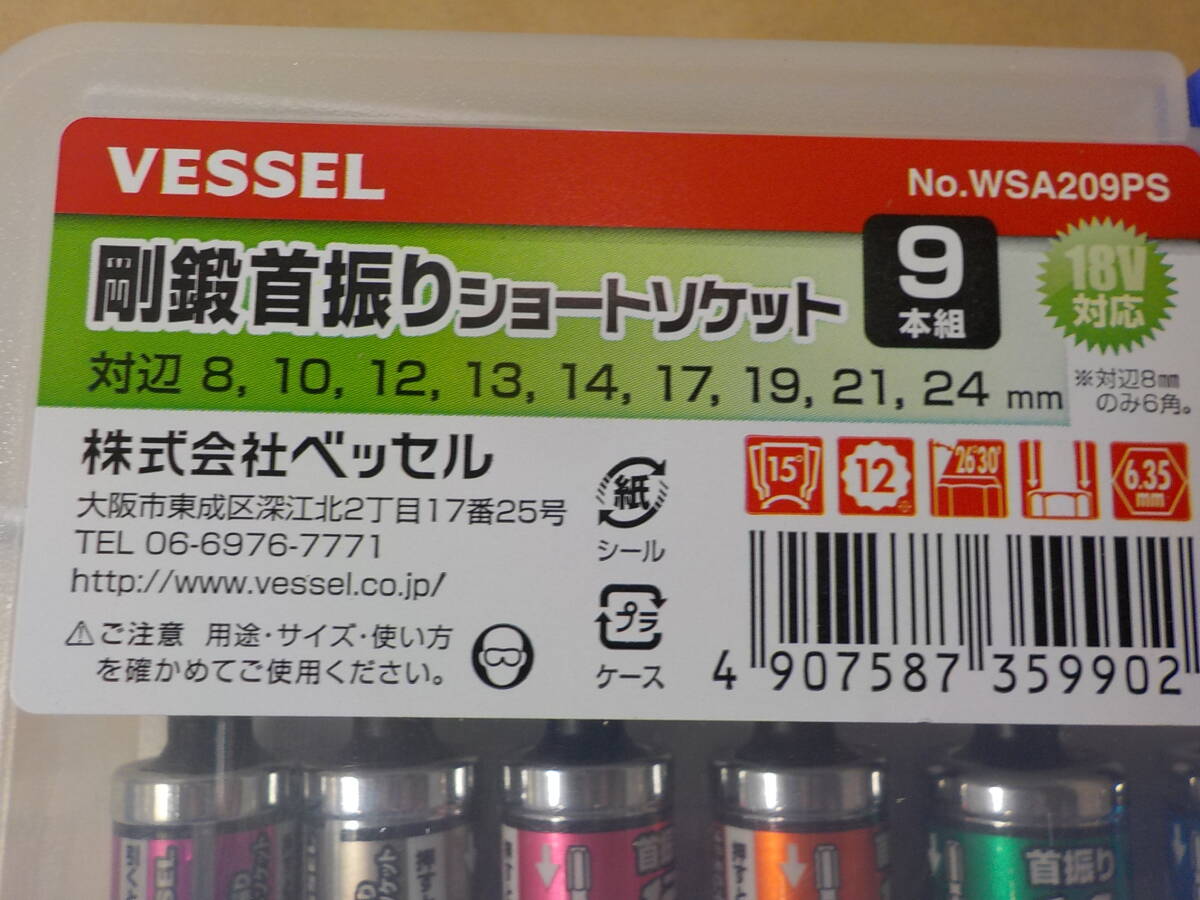 VESSEL
No.WSA209PS
剛鍛首振りショートソケット
9
本組
18V
対応
対辺 8, 10, 12, 13, 14, 17, 19, 21, 24 mm
※対辺8㎜
のみ6角。
株式会社ベッセル
大阪市東成区深江北2丁目17番25号
TEL 06-6976-7771
http://www.vessel.co.jp/
⚠ご注意 用途・サイズ・使い方
を確かめてご使用ください。
紙
シール
プラ
ケース
15°
12
26°30'
6.35
mm
4 907587 359902
首振り